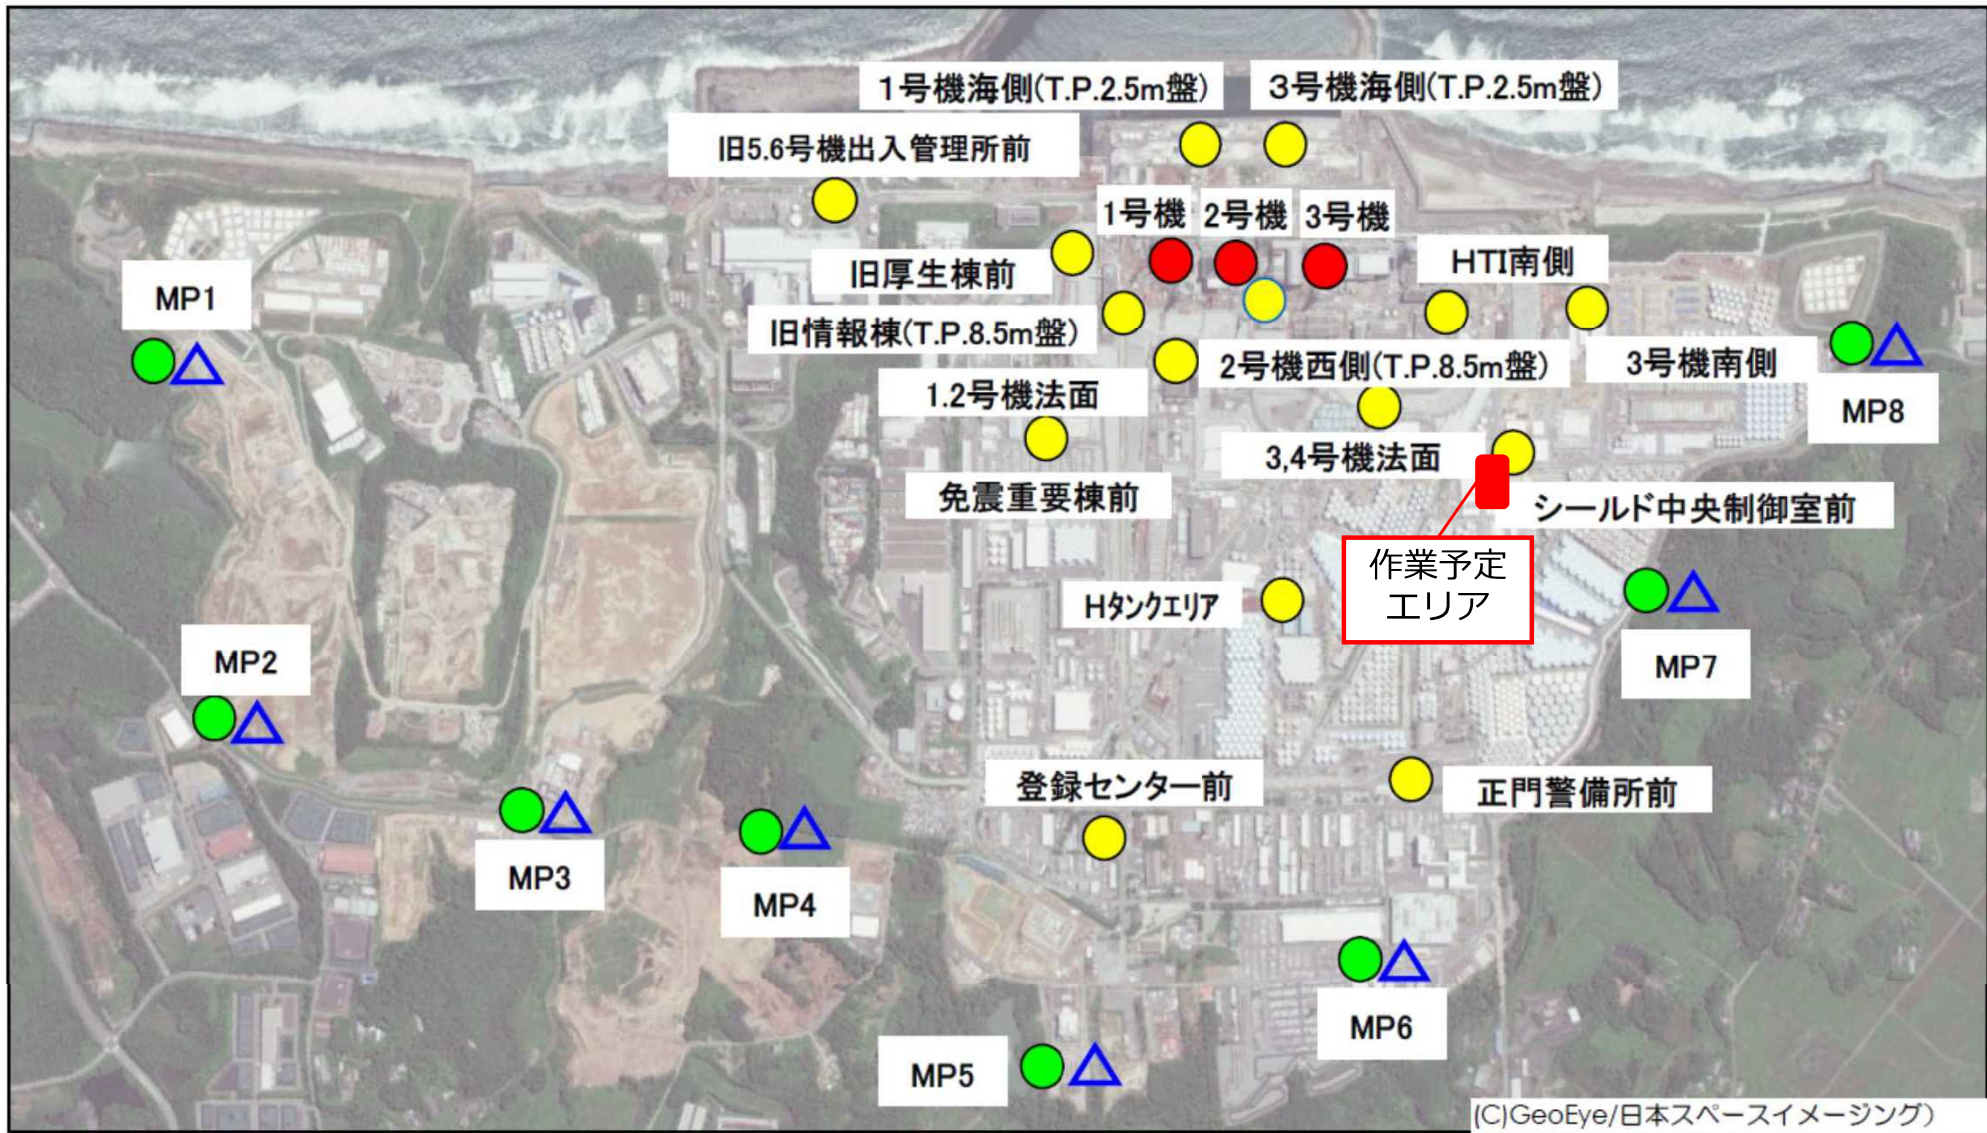 1号機海側(T.P.2.5m盤)
3号機海側(T.P.2.5m盤)
旧5.6号機出入管理所前
1号機
2号機
3号機
旧厚生棟前
HTI南側
MP1
旧情報棟(T.P.8.5m盤)
2号機西側(T.P.8.5m盤)
3号機南側
1.2号機法面
MP8
3,4号機法面
免震重要棟前
シールド中央制御室前
作業予定
エリア
Hタンクエリア
MP2
MP7
登録センター前
正門警備所前
MP3
MP4
MP6
MP5
(C)GeoEye/日本スペースイメージング)